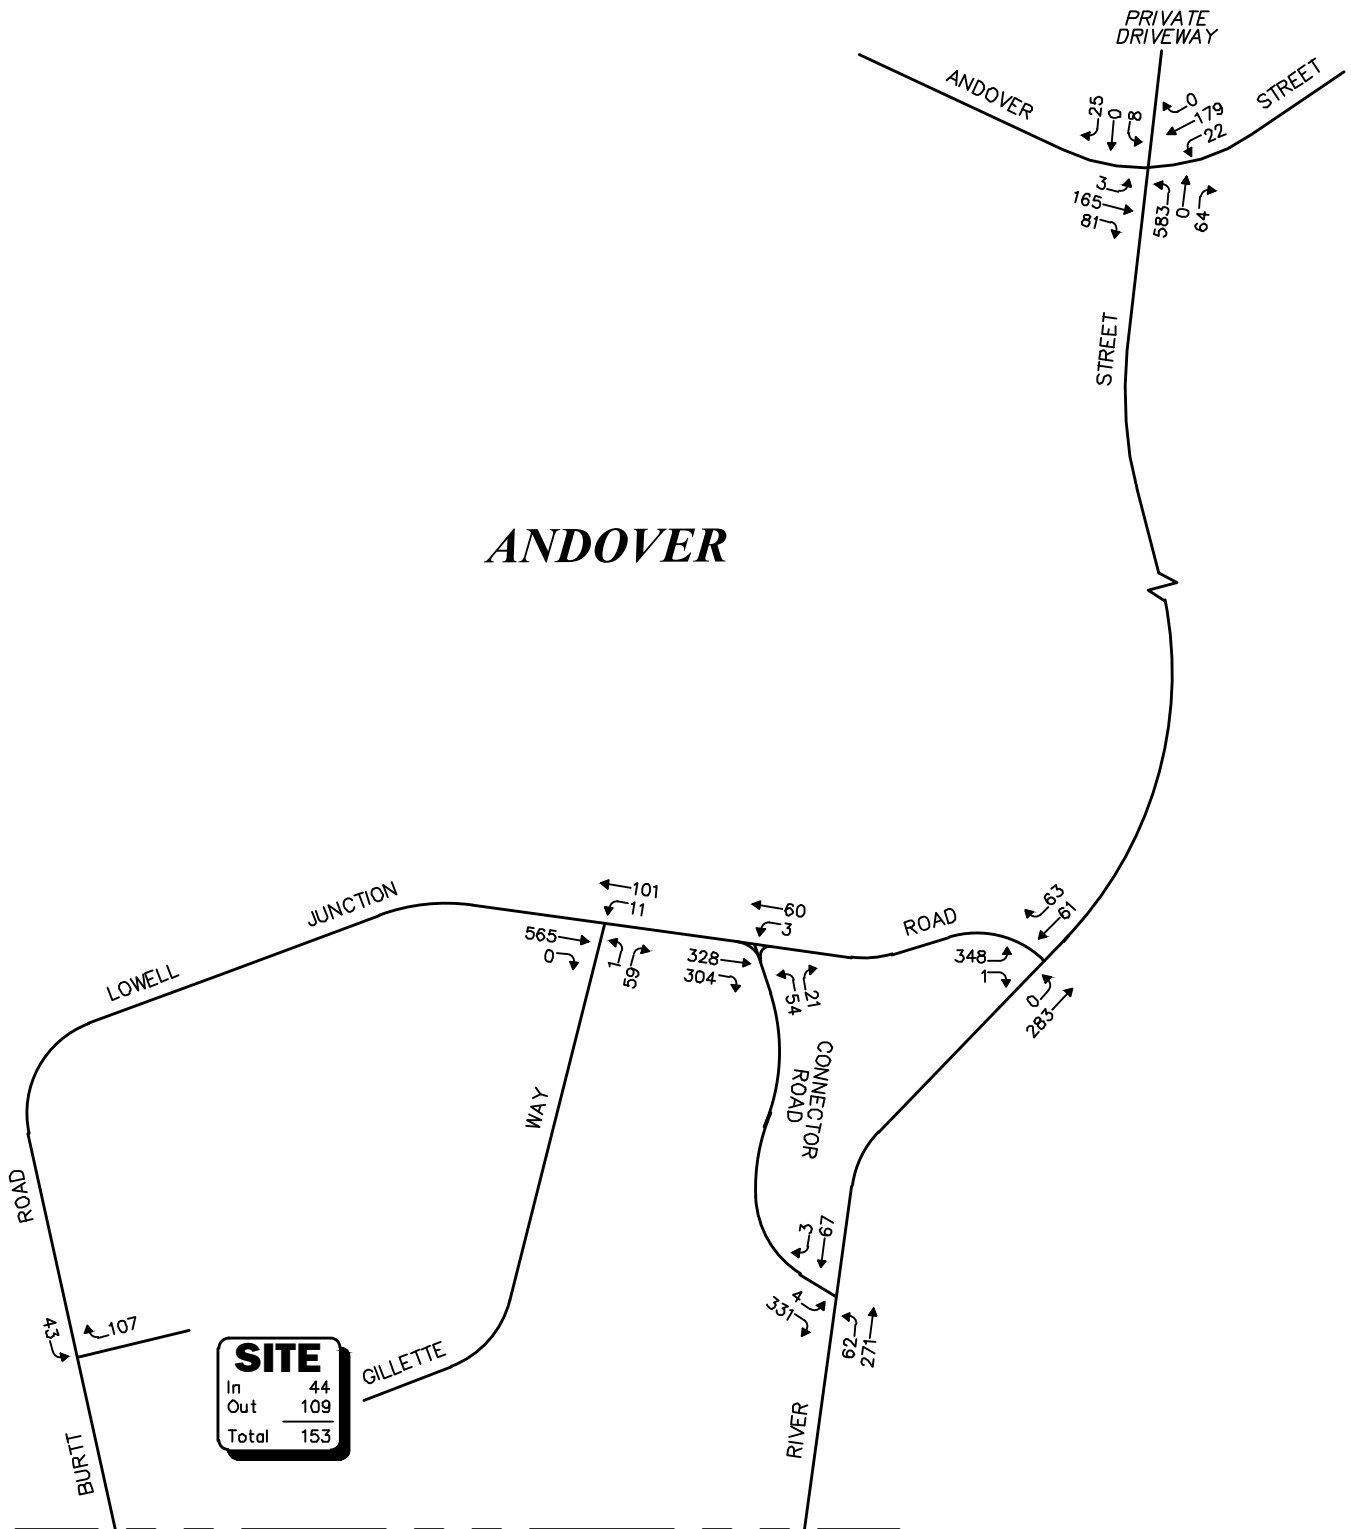 PRIVATE
DRIVEWAY
ANDOVER
STREET
25
0
8
0
179
22
3
165
81
583
0
64
STREET
ANDOVER
JUNCTION
LOWELL
ROAD
101
11
565
0
1
59
60
3
328
304
54
21
ROAD
63
61
348
1
0
283
CONNECTOR
ROAD
WAY
ROAD
3
67
4
331
62
271
43
107
SITE
In 44
Out 109
Total 153
GILLETTE
BURTT
RIVER